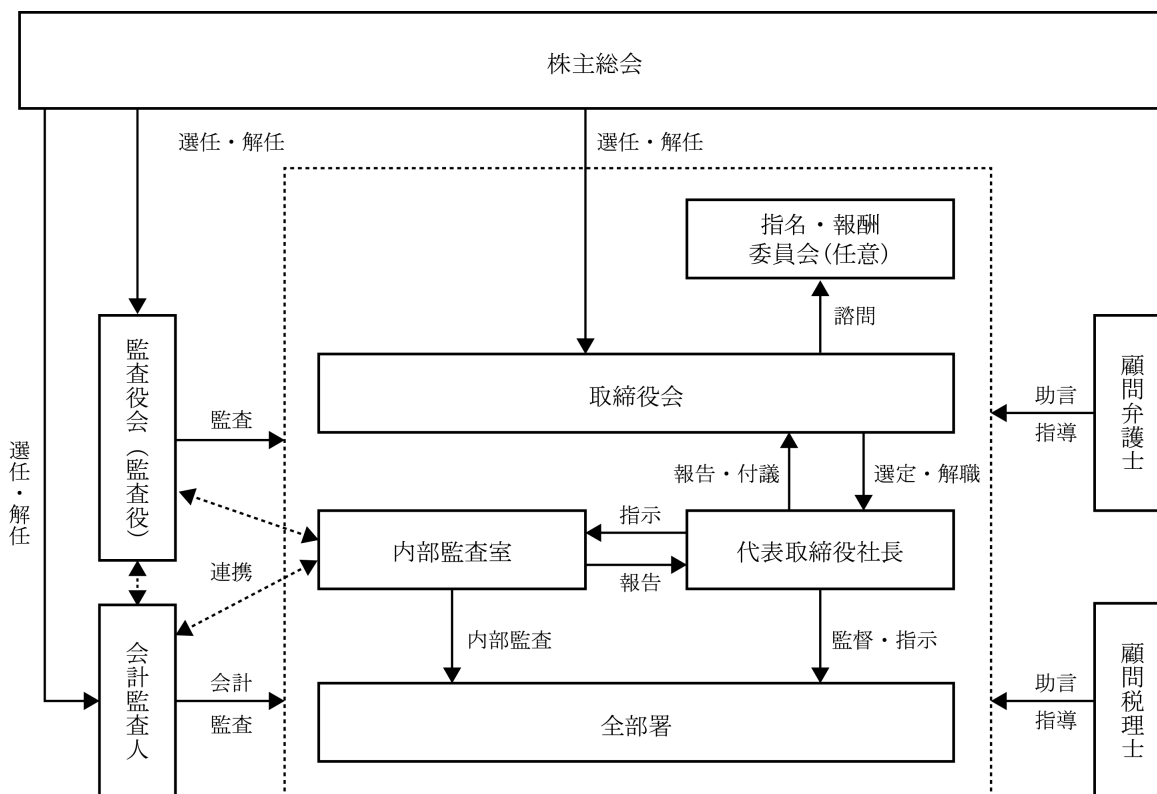 株主総会
選任・解任
選任・解任
指名・報酬
委員会(任意)
諮問
監査役会(監査役)
取締役会
顧問弁護士
監査
助言
指導
選任・解任
報告・付議
選定・解職
指示
内部監査室
代表取締役社長
連携
報告
会計監査人
内部監査
監督・指示
顧問税理士
会計
監査
全部署
助言
指導